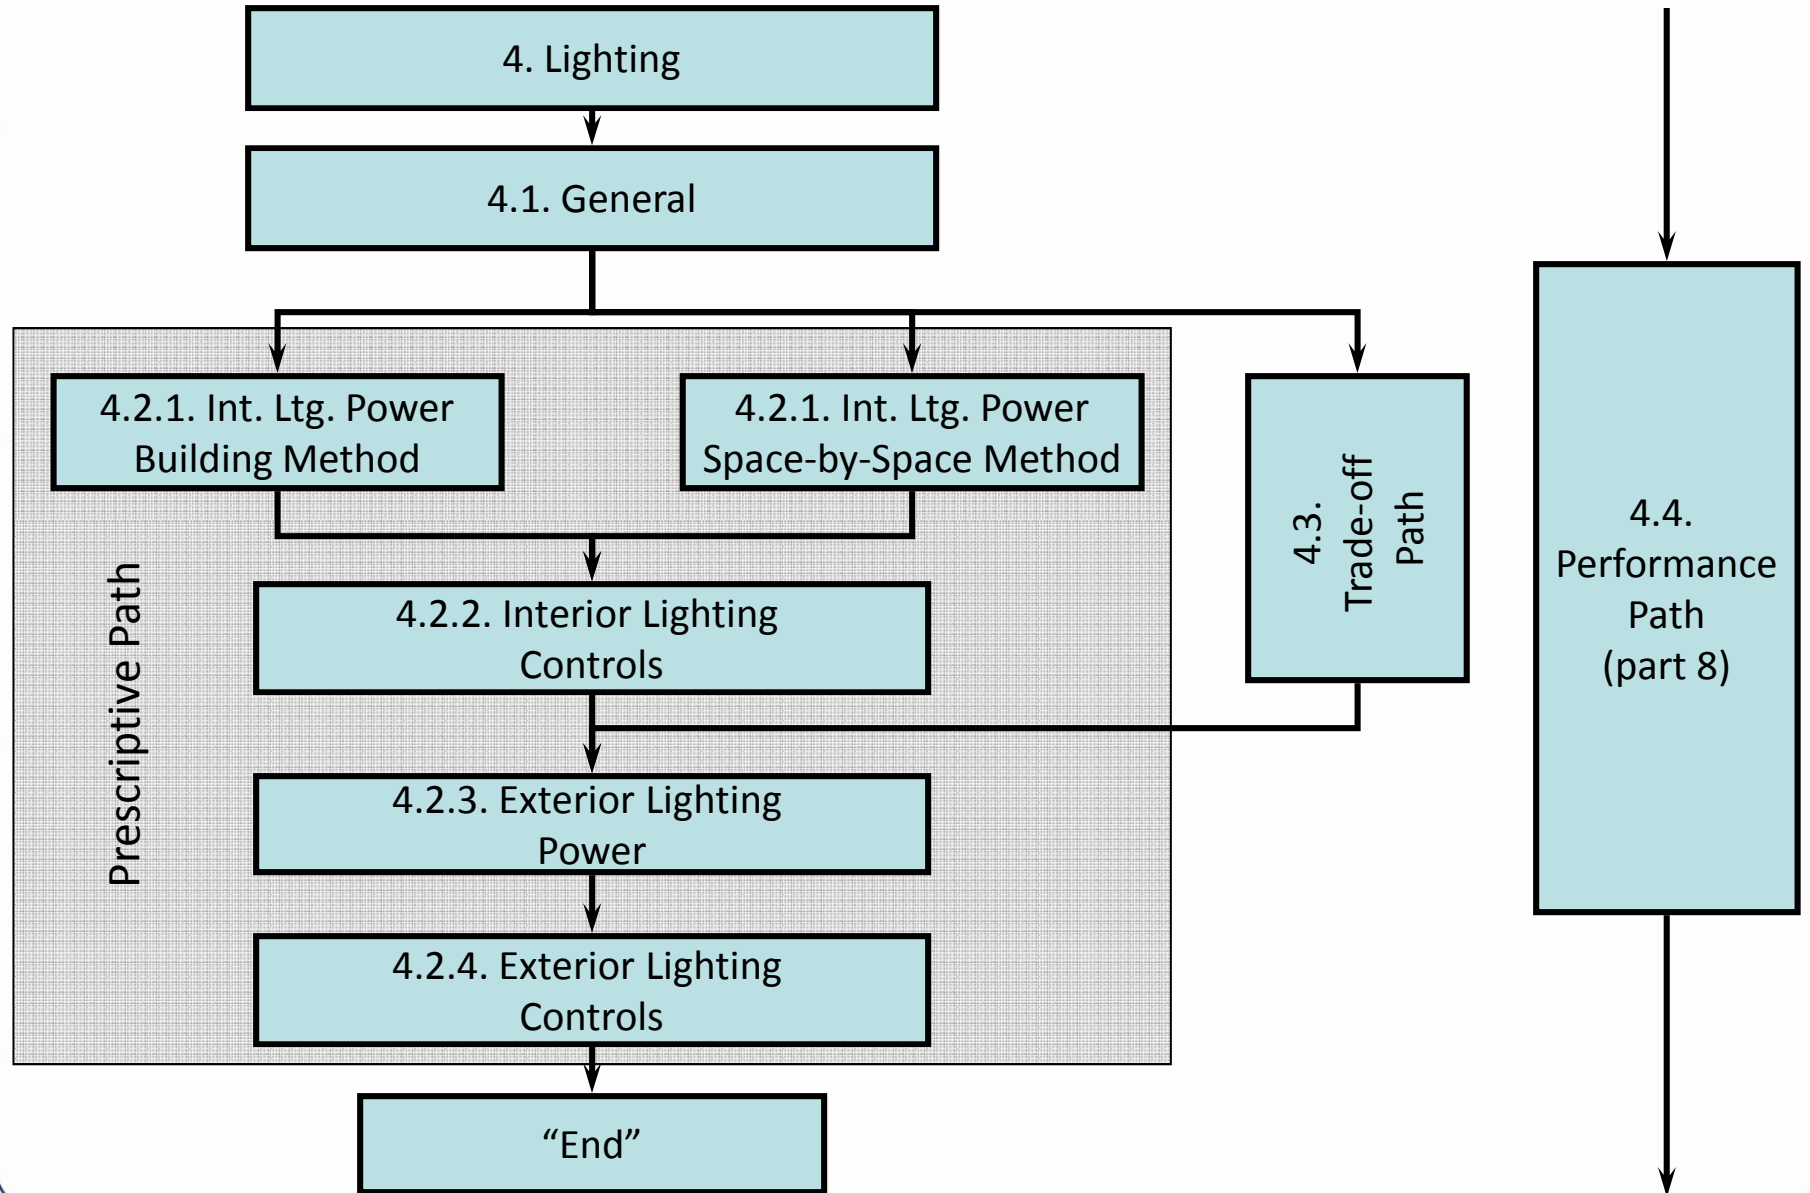 4. Lighting
4.1. General
4.2.1. Int. Ltg. Power
Building Method
4.2.1. Int. Ltg. Power
Space-by-Space Method
4.3.
Trade-off
Path
4.4.
Performance
Path
(part 8)
Prescriptive Path
4.2.2. Interior Lighting
Controls
4.2.3. Exterior Lighting
Power
4.2.4. Exterior Lighting
Controls
“End”